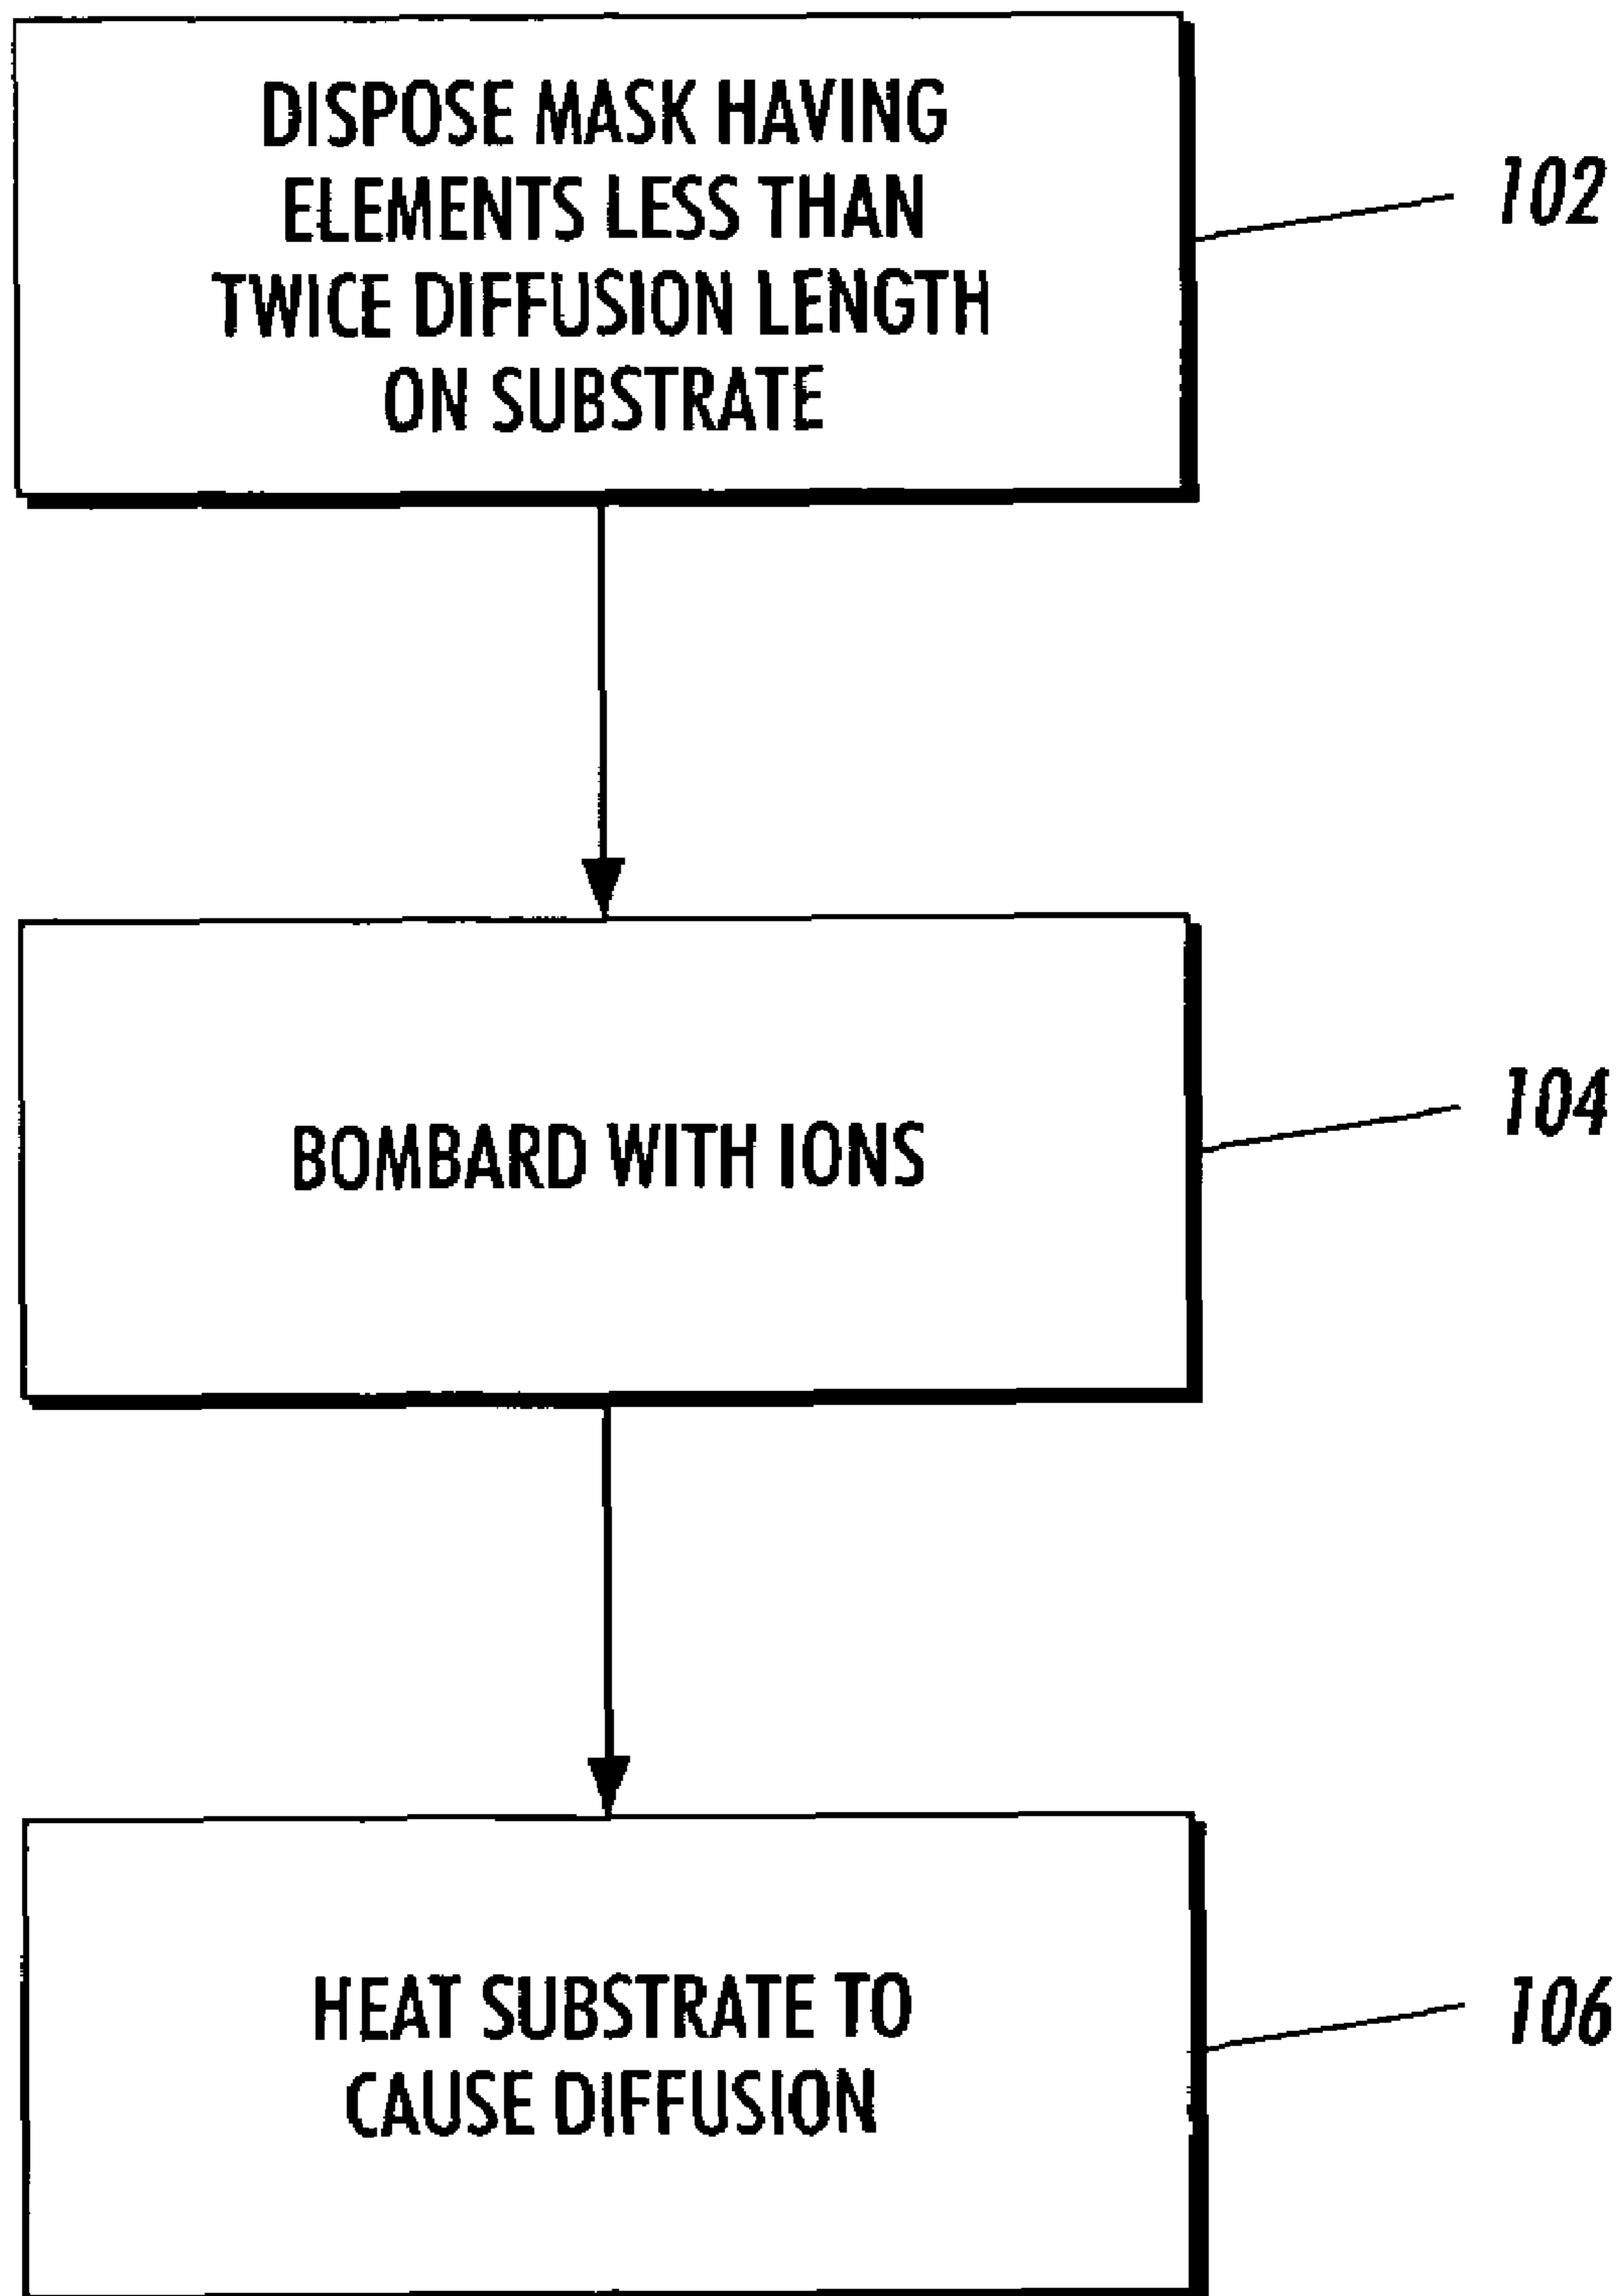 DISPOSE MASK HAVING
ELEMENTS LESS THAN
TWICE DIFFUSION LENGTH
ON SUBSTRATE
102
BOMBARD WITH IONS
104
HEAT SUBSTRATE TO
CAUSE DIFFUSION
106